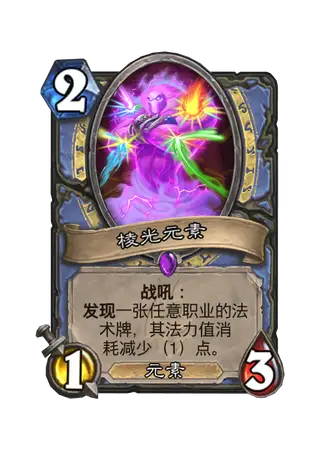 2
棱光元素
战吼：
发现一张任意职业的法
术牌，其法力值消
耗减少（1）点。
元素
1
3